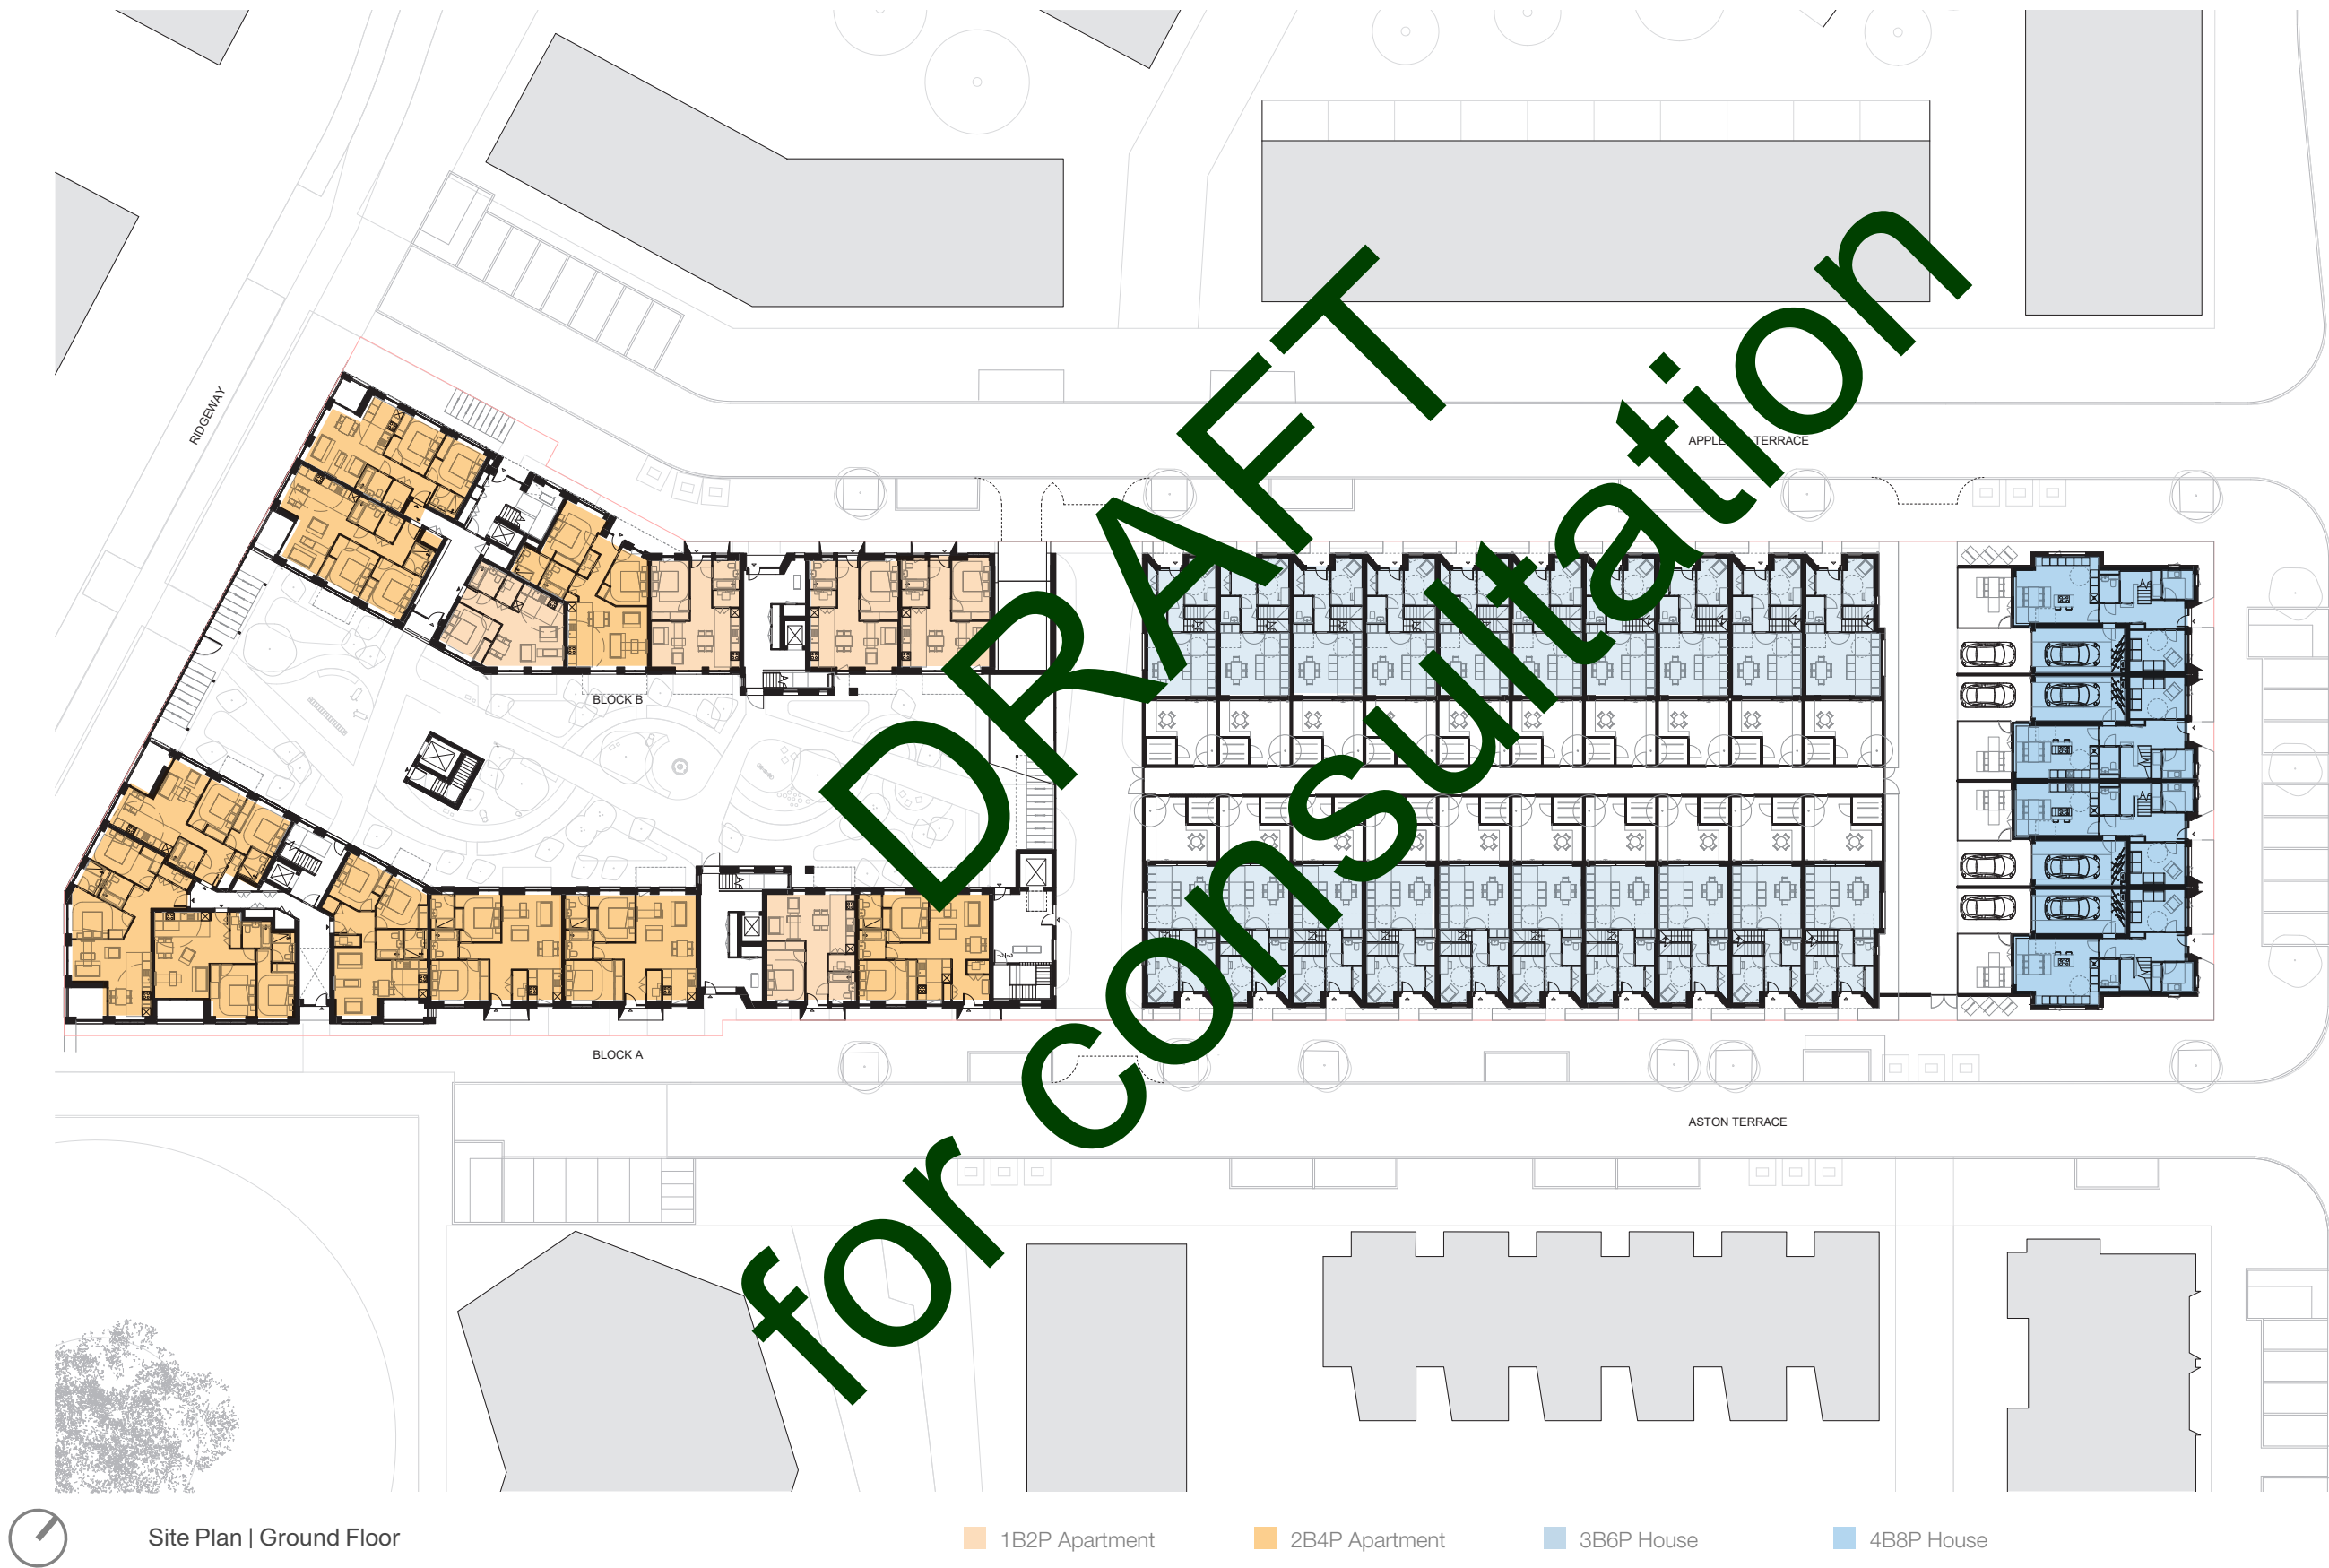 RIDGEWAY
APPLE TERRACE
BLOCK B
BLOCK A
ASTON TERRACE
DRAFT
for consultation
Site Plan | Ground Floor
1B2P Apartment
2B4P Apartment
3B6P House
4B8P House